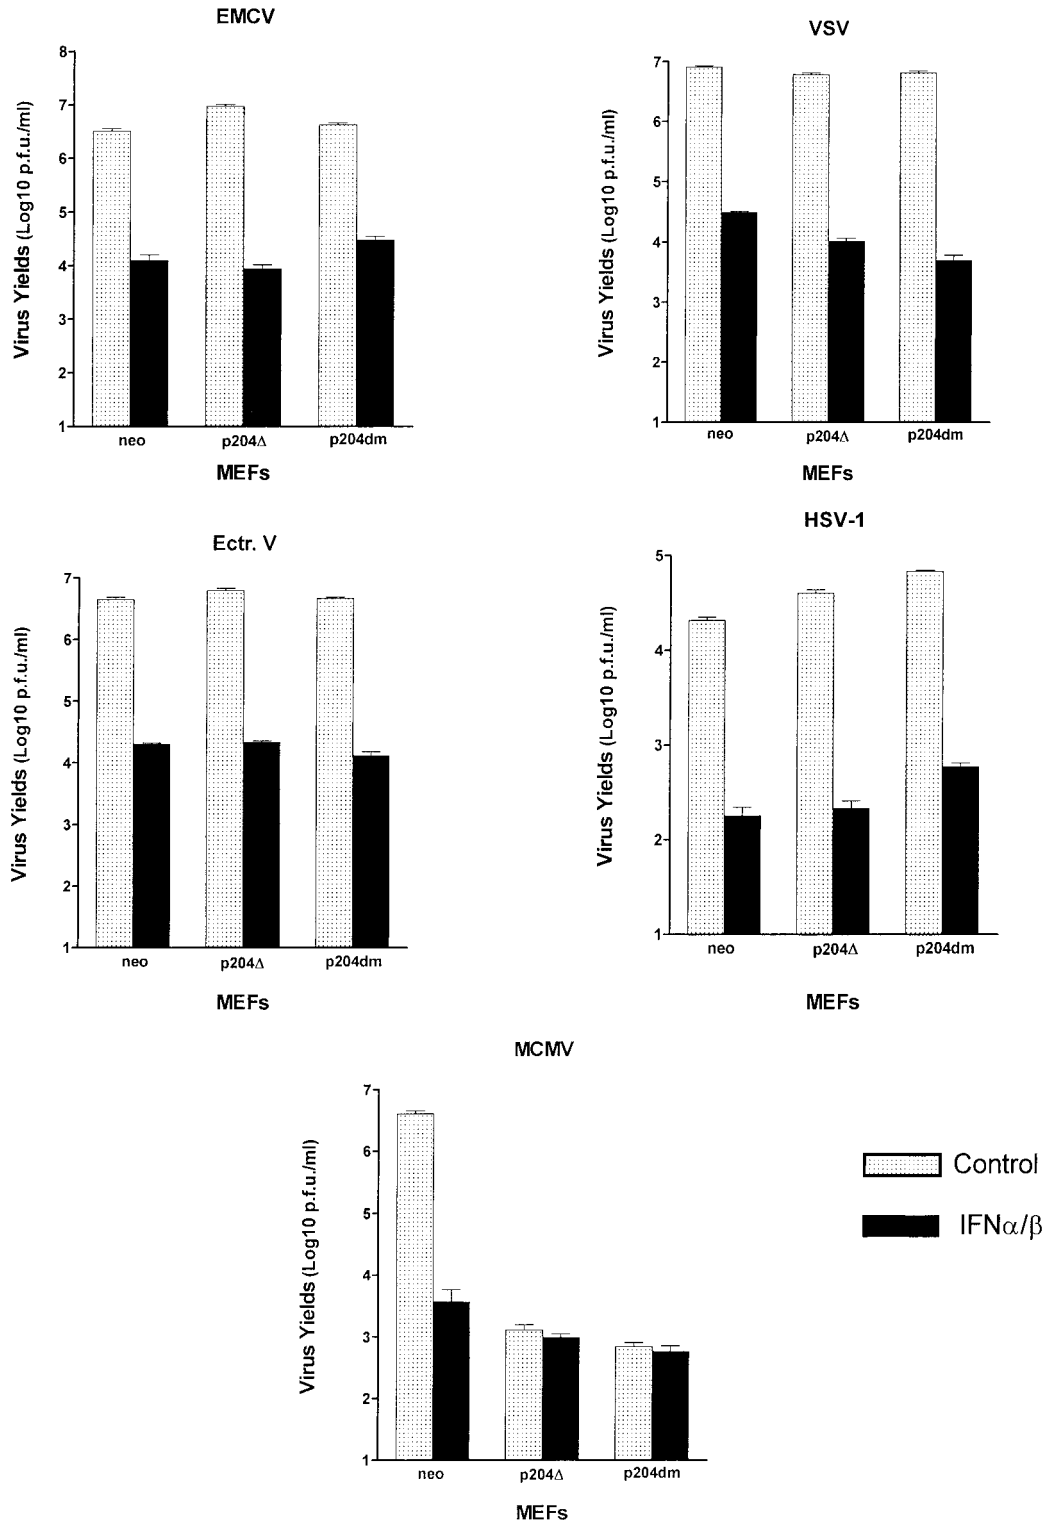 EMCV
Virus Yields (Log10 p.f.u./ml)
8
7
6
5
4
3
2
1
neo p204Δ p204dm
MEFs
VSV
Virus Yields (Log10 p.f.u./ml)
7
6
5
4
3
2
1
neo p204Δ p204dm
MEFs
Ectr. V
Virus Yields (Log10 p.f.u./ml)
7
6
5
4
3
2
1
neo p204Δ p204dm
MEFs
HSV-1
Virus Yields (Log10 p.f.u./ml)
5
4
3
2
1
neo p204Δ p204dm
MEFs
MCMV
Virus Yields (Log10 p.f.u./ml)
7
6
5
4
3
2
1
neo p204Δ p204dm
MEFs
Control
IFNα/β